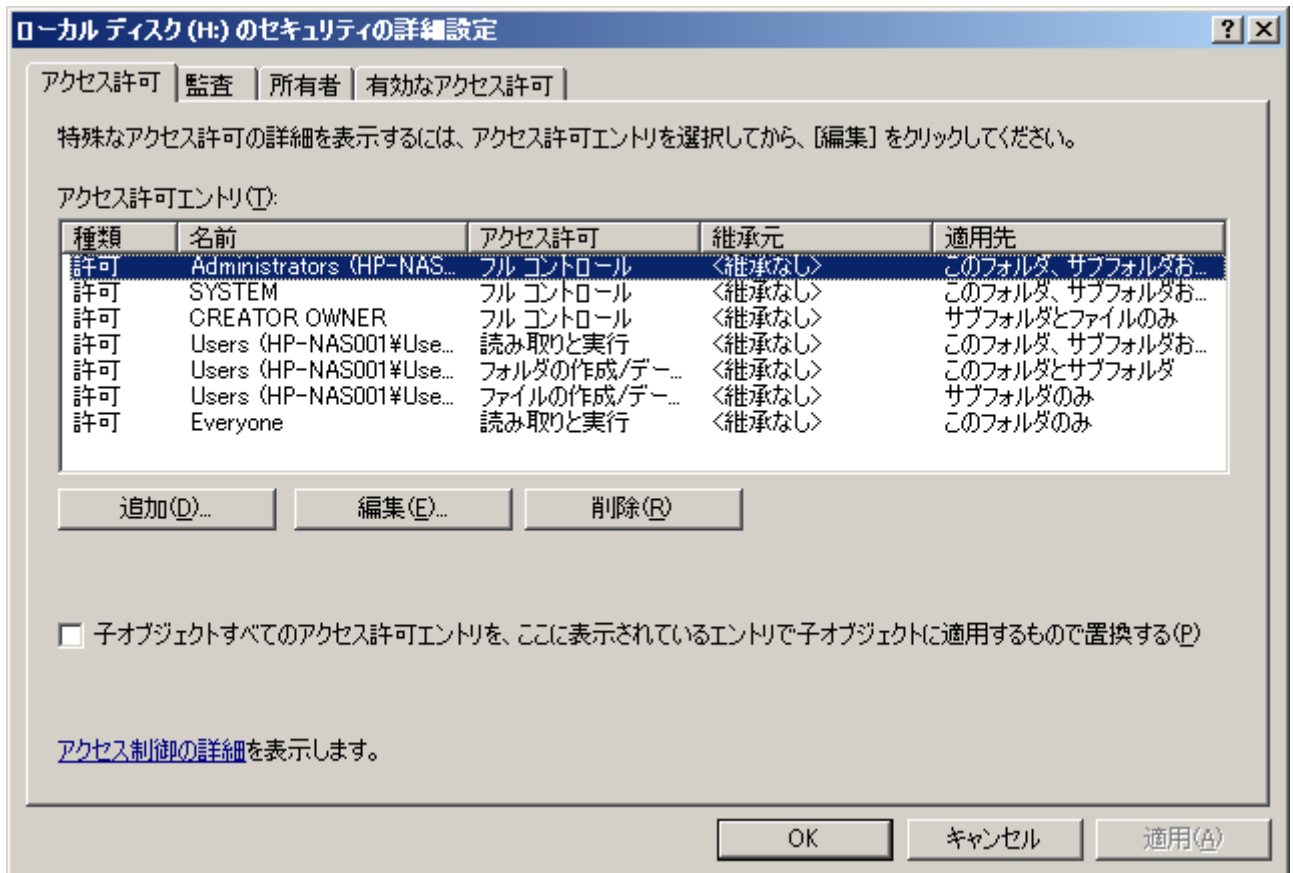 ローカル ディスク (H:) のセキュリティの詳細設定
アクセス許可 監査 所有者 有効なアクセス許可
特殊なアクセス許可の詳細を表示するには、アクセス許可エントリを選択してから、[編集] をクリックしてください。
アクセス許可エントリ(T):
種類 名前 アクセス許可 継承元 適用先
許可 Administrators (HP-NAS... フル コントロール <継承なし> このフォルダ、サブフォルダお...
許可 SYSTEM フル コントロール <継承なし> このフォルダ、サブフォルダお...
許可 CREATOR OWNER フル コントロール <継承なし> サブフォルダとファイルのみ
許可 Users (HP-NAS001¥Use... 読み取りと実行 <継承なし> このフォルダ、サブフォルダお...
許可 Users (HP-NAS001¥Use... フォルダの作成/デー... <継承なし> このフォルダとサブフォルダ
許可 Users (HP-NAS001¥Use... ファイルの作成/デー... <継承なし> サブフォルダのみ
許可 Everyone 読み取りと実行 <継承なし> このフォルダのみ
追加(D)... 編集(E)... 削除(R)
子オブジェクトすべてのアクセス許可エントリを、ここに表示されているエントリで子オブジェクトに適用するもので置換する(P)
アクセス制御の詳細を表示します。
OK キャンセル 適用(A)